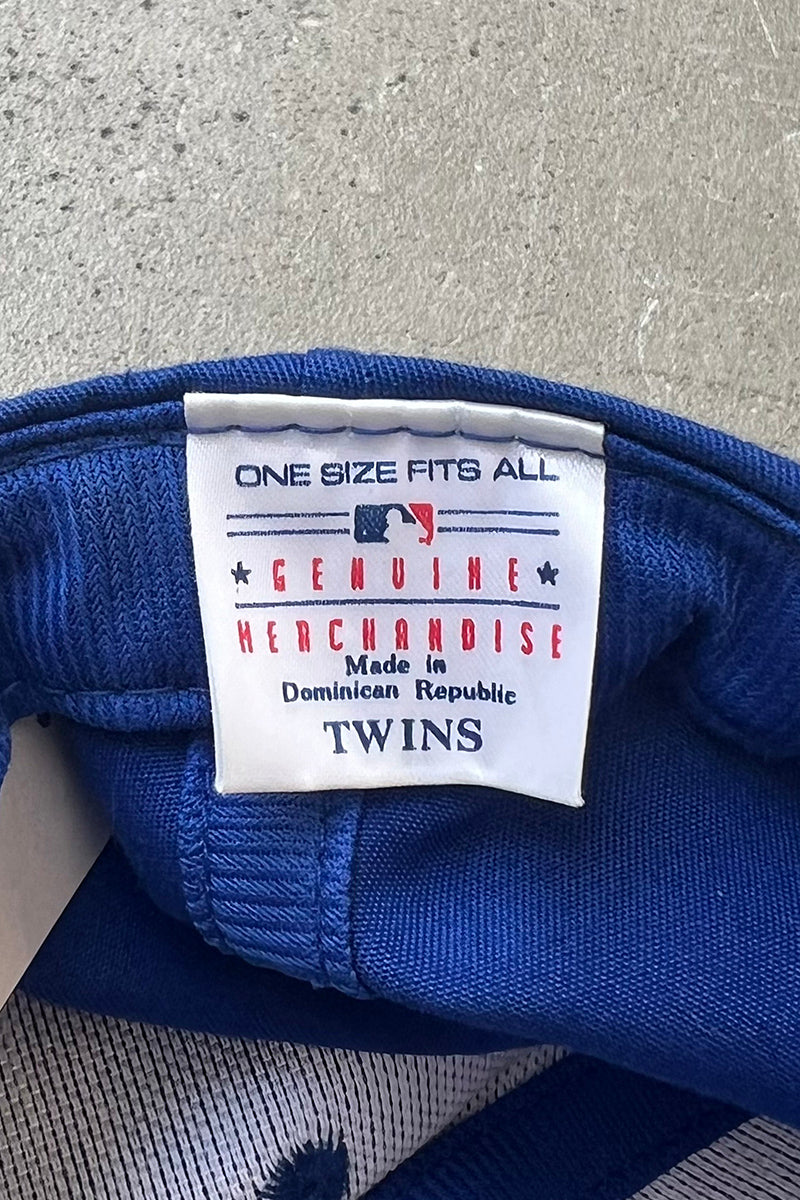 ONE SIZE FITS ALL
★ GENUINE ★
MERCHANDISE
Made in
Dominican Republic
TWINS